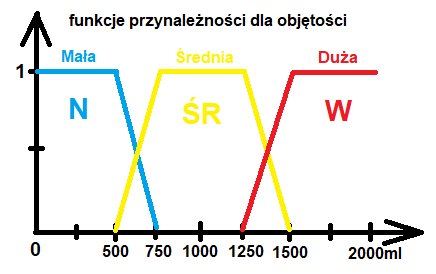 funkcje przynależności dla objętości
Mała Średnia Duża
1
N ŚR W
0 500 750 1000 1250 1500 2000ml